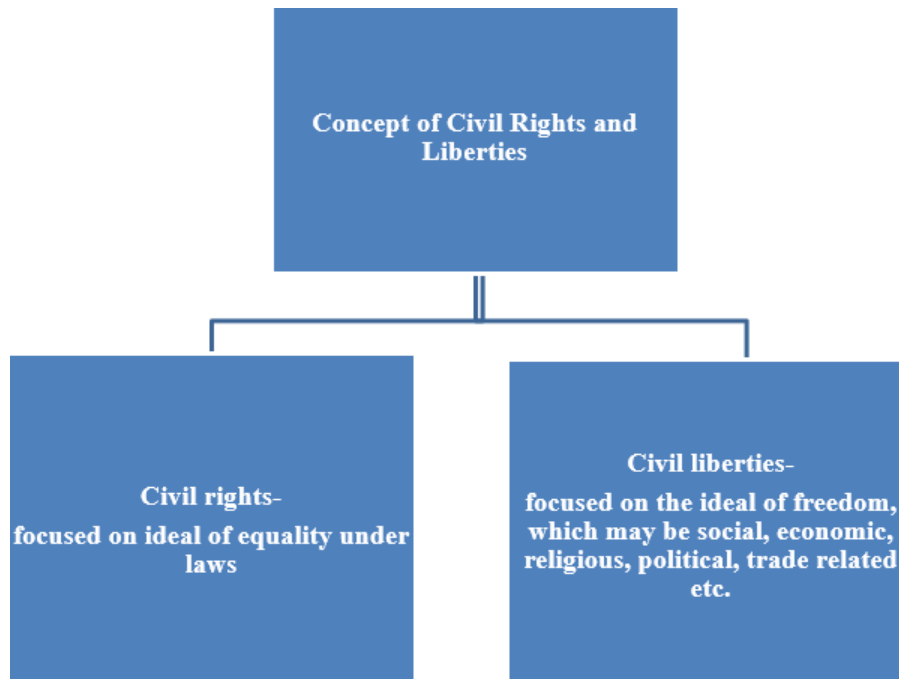 Concept of Civil Rights and
Liberties
Civil rights-
focused on ideal of equality under
laws
Civil liberties-
focused on the ideal of freedom,
which may be social, economic,
religious, political, trade related
etc.